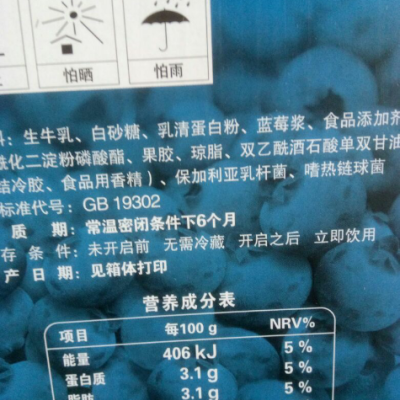 怕晒
怕雨
料：生牛乳、白砂糖、乳清蛋白粉、蓝莓浆、食品添加剂
酰化二淀粉磷酸酯、果胶、琼脂、双乙酰酒石酸单双甘油
结冷胶、食品用香精）、保加利亚乳杆菌、嗜热链球菌
标准代号：GB 19302
质 期：常温密闭条件下6个月
存条件：未开启前 无需冷藏 开启之后 立即饮用
产日期：见箱体打印
营养成分表
项目 每100 g NRV%
能量 406 kJ 5 %
蛋白质 3.1 g 5 %
脂肪 3.1 g 5 %